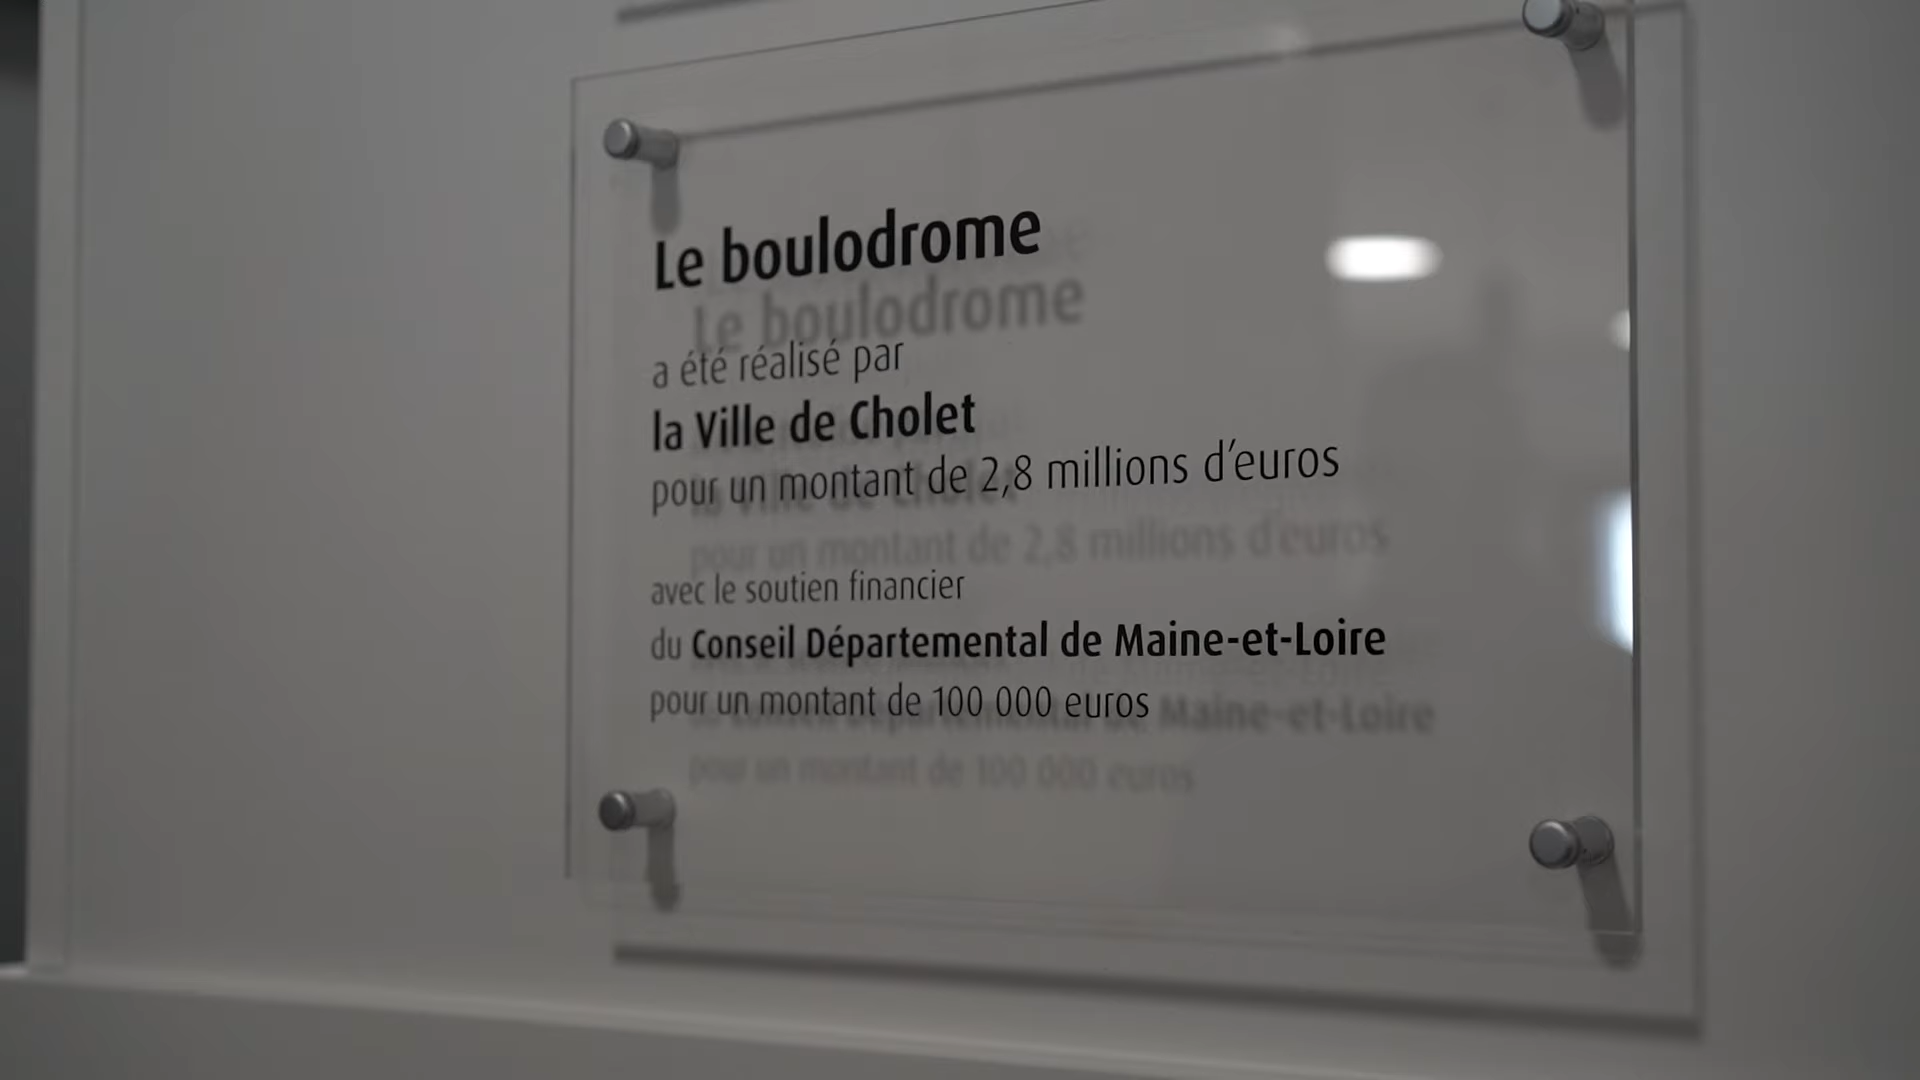 Le boulodrome
a été réalisé par
la Ville de Cholet
pour un montant de 2,8 millions d'euros
avec le soutien financier
du Conseil Départemental de Maine-et-Loire
pour un montant de 100 000 euros